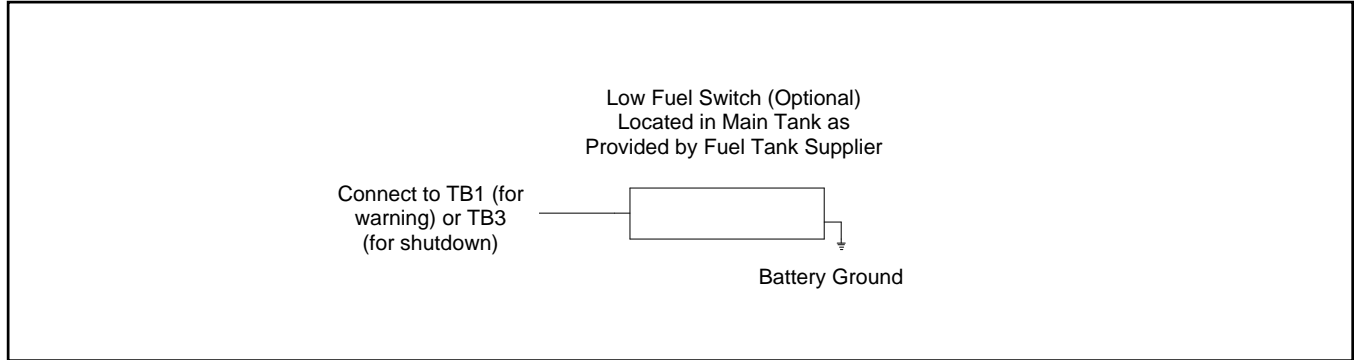 Low Fuel Switch (Optional)
Located in Main Tank as
Provided by Fuel Tank Supplier
Connect to TB1 (for
warning) or TB3
(for shutdown)
Battery Ground